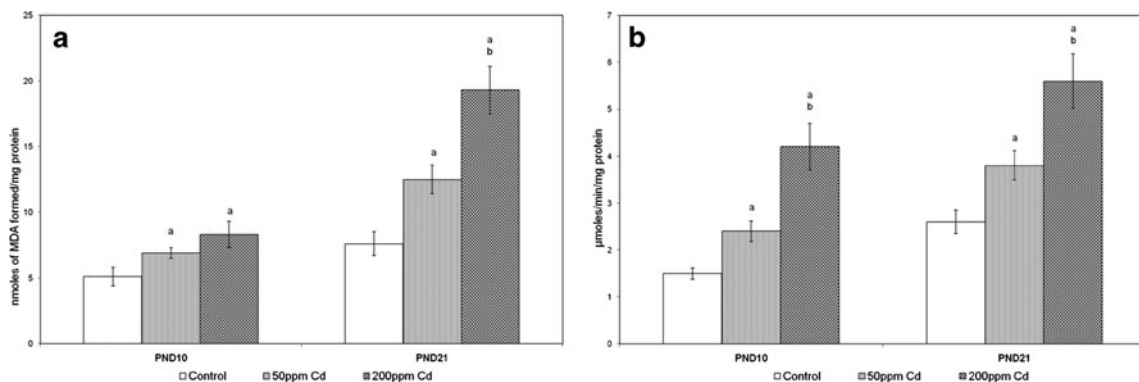 a
nmoles of MDA formed/mg protein
25
20
15
10
5
0
a
a
a
a
b
PND10 PND21
Control 50ppm Cd 200ppm Cd
b
µmoles/min/mg protein
7
6
5
4
3
2
1
0
a
a
b
a
a
b
PND10 PND21
Control 50ppm Cd 200ppm Cd